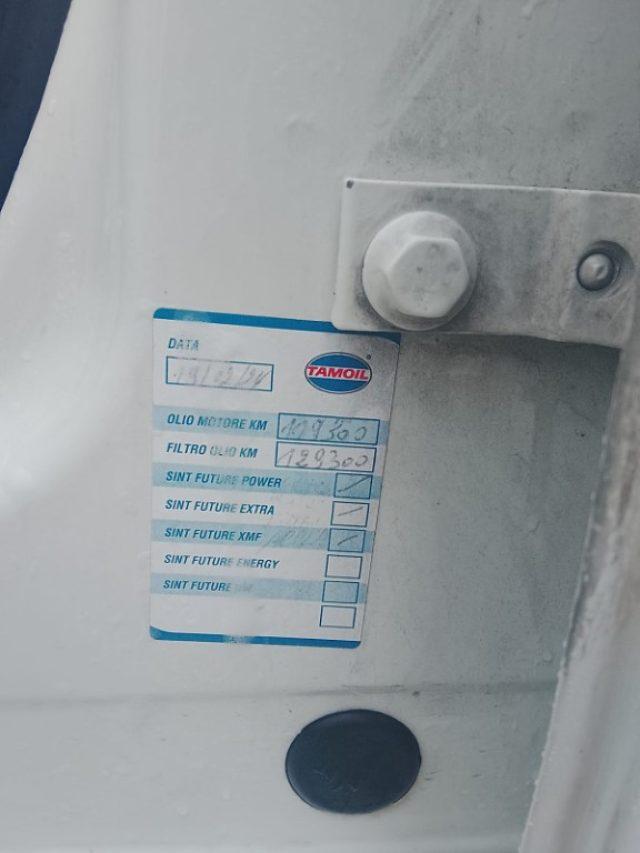 DATA
TAMOIL
OLIO MOTORE KM 119300
FILTRO OLIO KM 129300
SINT FUTURE POWER
SINT FUTURE EXTRA
SINT FUTURE XMF
SINT FUTURE ENERGY
SINT FUTURE